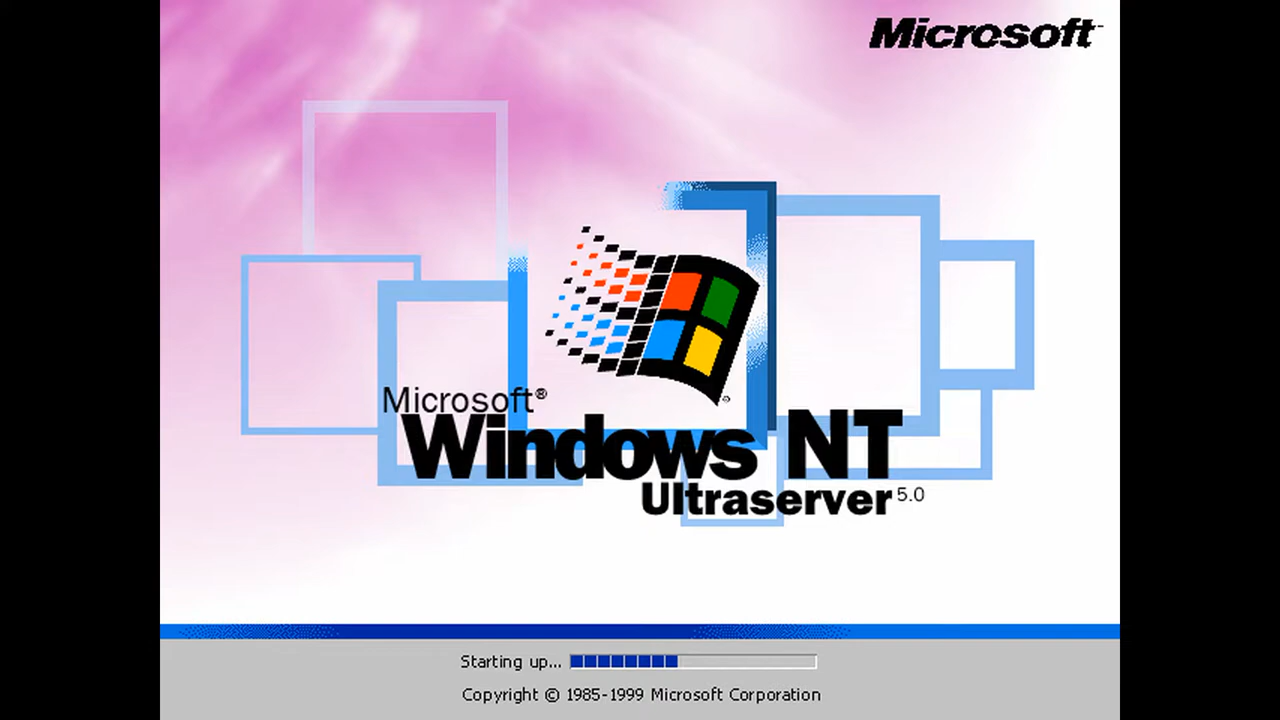 Microsoft
Microsoft®
Windows NT
Ultraserver 5.0
Starting up...
Copyright © 1985-1999 Microsoft Corporation